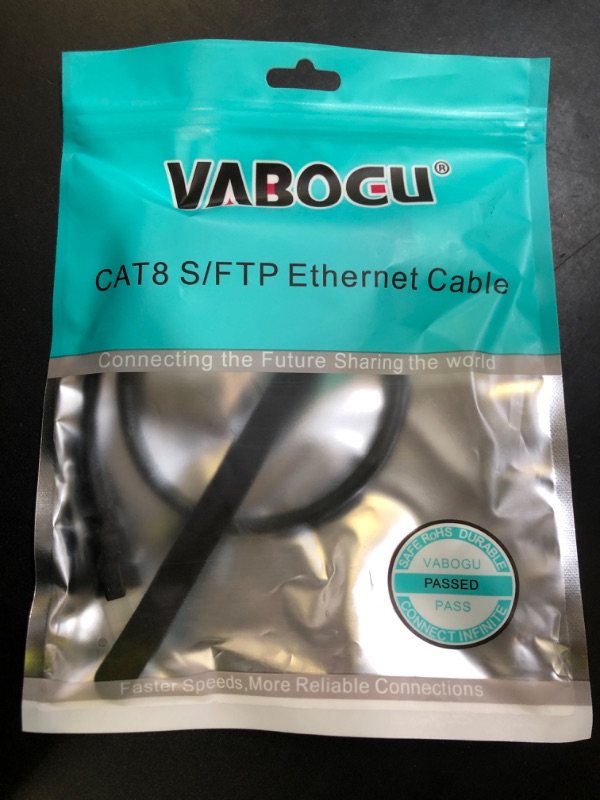 VABOGU®
CAT8 S/FTP Ethernet Cable
Connecting the Future Sharing the world
SAFE RoHS DURABLE
VABOGU
PASSED
PASS
CONNECT INFINITE
Faster Speeds,More Reliable Connections